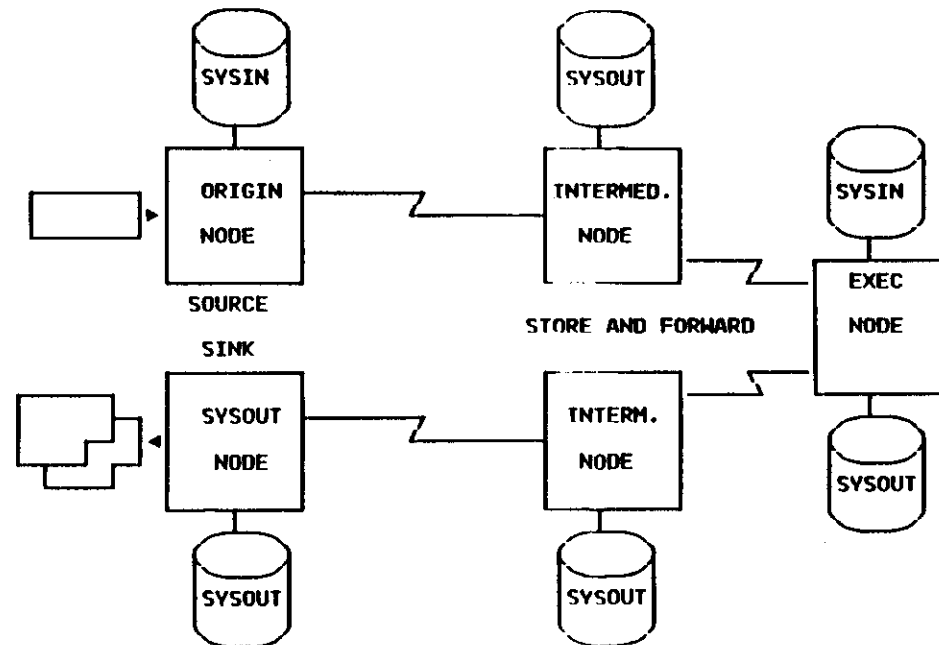 SYSIN
SYSOUT
ORIGIN
NODE
INTERMED.
NODE
SYSIN
EXEC
NODE
SOURCE
STORE AND FORWARD
SINK
SYSOUT
NODE
INTERM.
NODE
SYSOUT
SYSOUT
SYSOUT